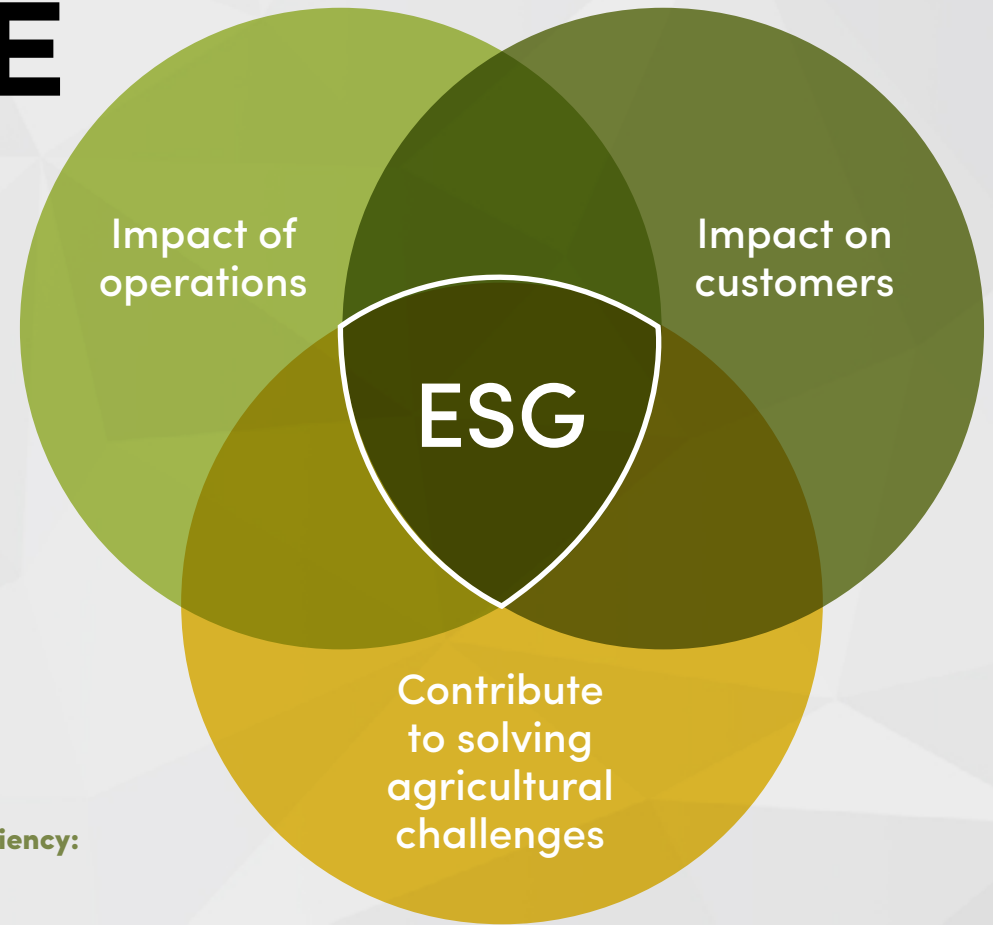 E
Impact of
operations
Impact on
customers
ESG
Contribute
to solving
agricultural
challenges
iency: